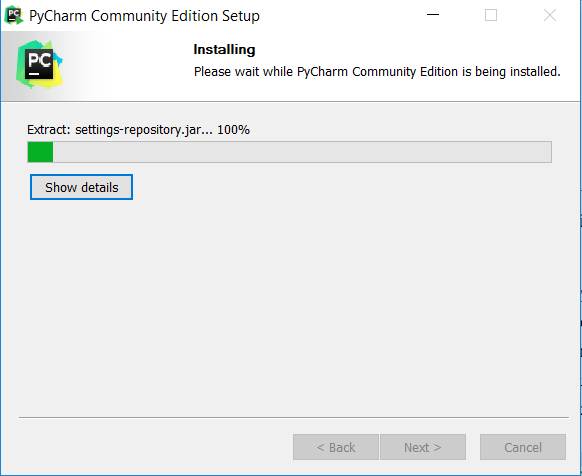 PC PyCharm Community Edition Setup
PC
Installing
Please wait while PyCharm Community Edition is being installed.
Extract: settings-repository.jar... 100%
Show details
< Back
Next >
Cancel